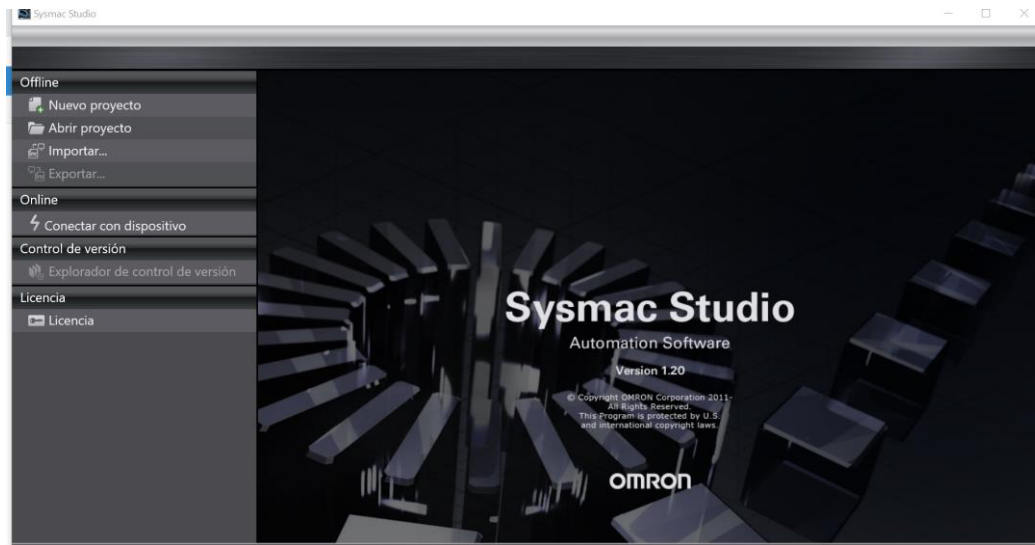 Sysmac Studio
Offline
Nuevo proyecto
Abrir proyecto
Importar...
Exportar...
Online
Conectar con dispositivo
Control de versión
Explorador de control de versión
Licencia
Licencia
Sysmac Studio
Automation Software
Version 1.20
© Copyright OMRON Corporation 2011-
All Rights Reserved.
This Program is protected by U.S.
and international copyright laws.
OMRON